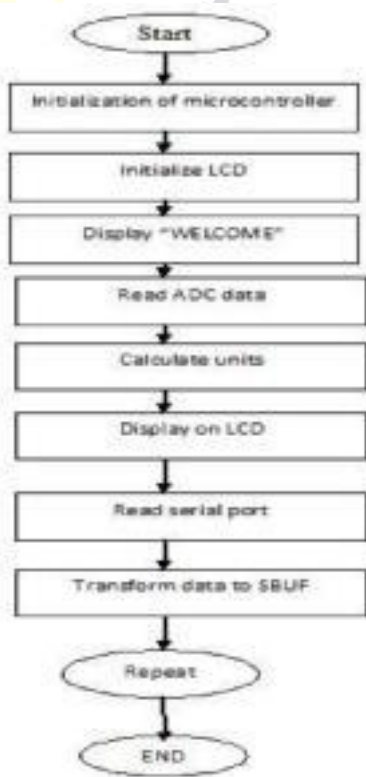 Start
Initialization of microcontroller
Initialize LCD
Display "WELCOME"
Read ADC data
Calculate units
Display on LCD
Read serial port
Transform data to SBUF
Repeat
END